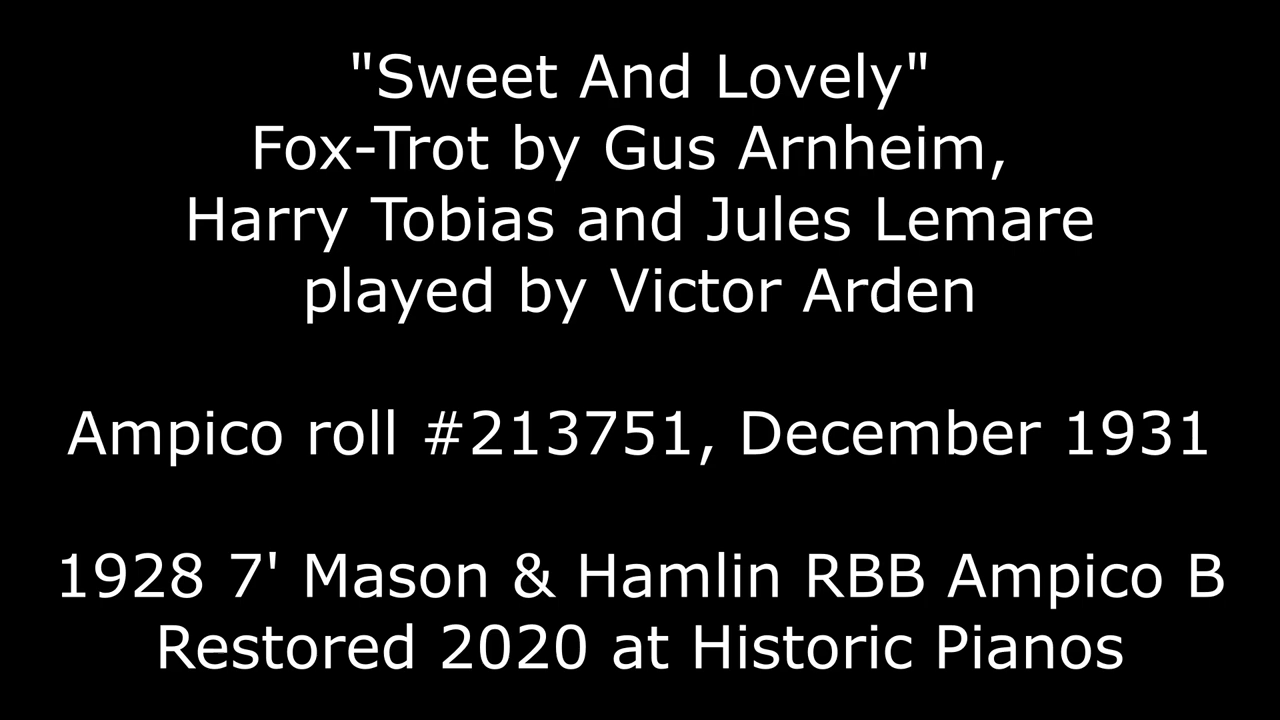 "Sweet And Lovely"
Fox-Trot by Gus Arnheim,
Harry Tobias and Jules Lemare
played by Victor Arden
Ampico roll #213751, December 1931
1928 7' Mason & Hamlin RBB Ampico B
Restored 2020 at Historic Pianos